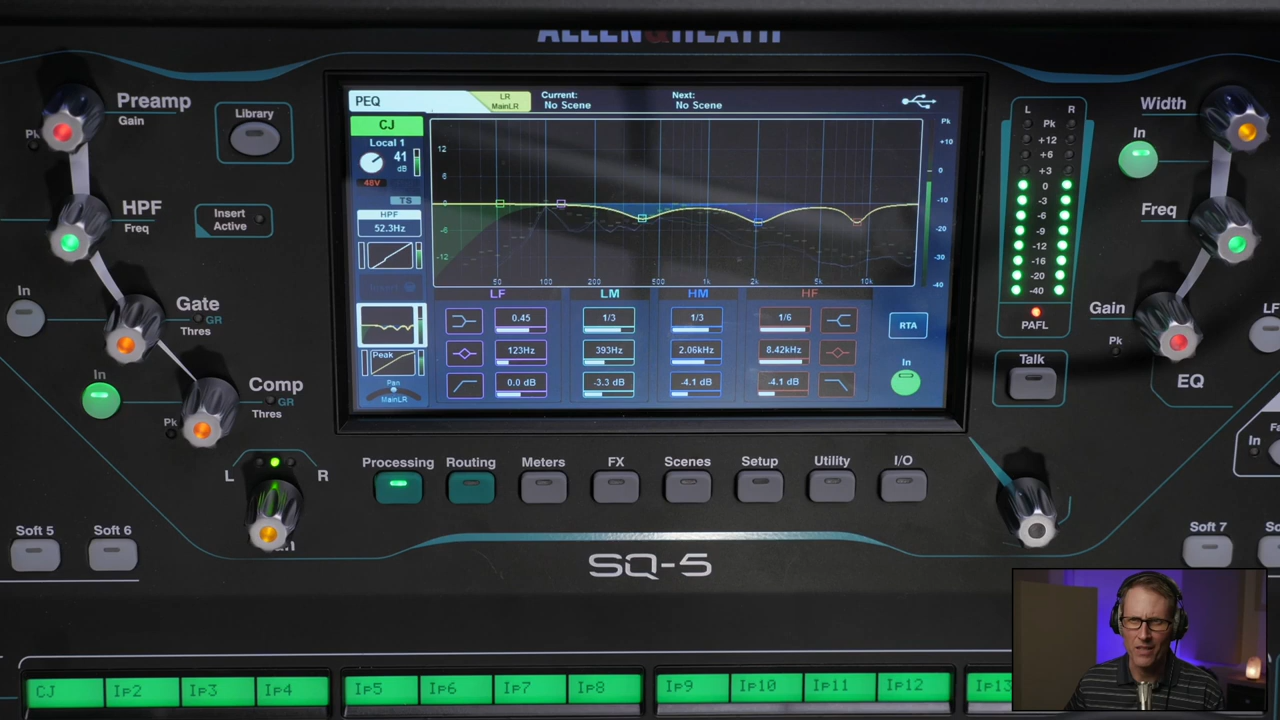 ALLEN&HEATH
Preamp
Gain
Pk
Library
HPF
Freq
Insert
Active
In
Gate
GR
Thres
In
Comp
GR
Thres
Pk
L
R
Soft 5
Soft 6
PEQ
LR
MainLR
Current:
No Scene
Next:
No Scene
CJ
Local 1
41
dB
48V
TS
HPF
52.3Hz
Peak
Pan
MainLR
12
6
0
-6
-12
50
100
200
500
1k
2k
5k
10k
Pk
+10
0
-10
-20
-30
-40
LF
LM
HM
HF
0.45
1/3
1/3
1/6
123Hz
393Hz
2.06kHz
8.42kHz
0.0 dB
-3.3 dB
-4.1 dB
-4.1 dB
RTA
In
L
R
Pk
+12
+6
+3
0
-3
-6
-9
-12
-16
-20
-40
PAFL
Talk
Width
In
Freq
Gain
Pk
EQ
LF
In
Processing
Routing
Meters
FX
Scenes
Setup
Utility
I/O
SQ-5
Soft 7
CJ
Ip2
Ip3
Ip4
Ip5
Ip6
Ip7
Ip8
Ip9
Ip10
Ip11
Ip12
Ip13